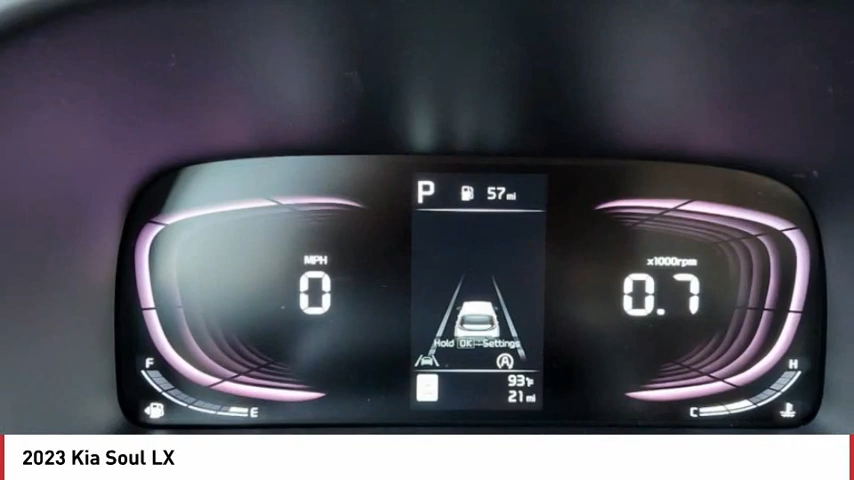 P 57 mi
MPH
0
x1000rpm
0.7
Hold OK : Settings
A
F
E
H
C
93°F
21 mi
2023 Kia Soul LX